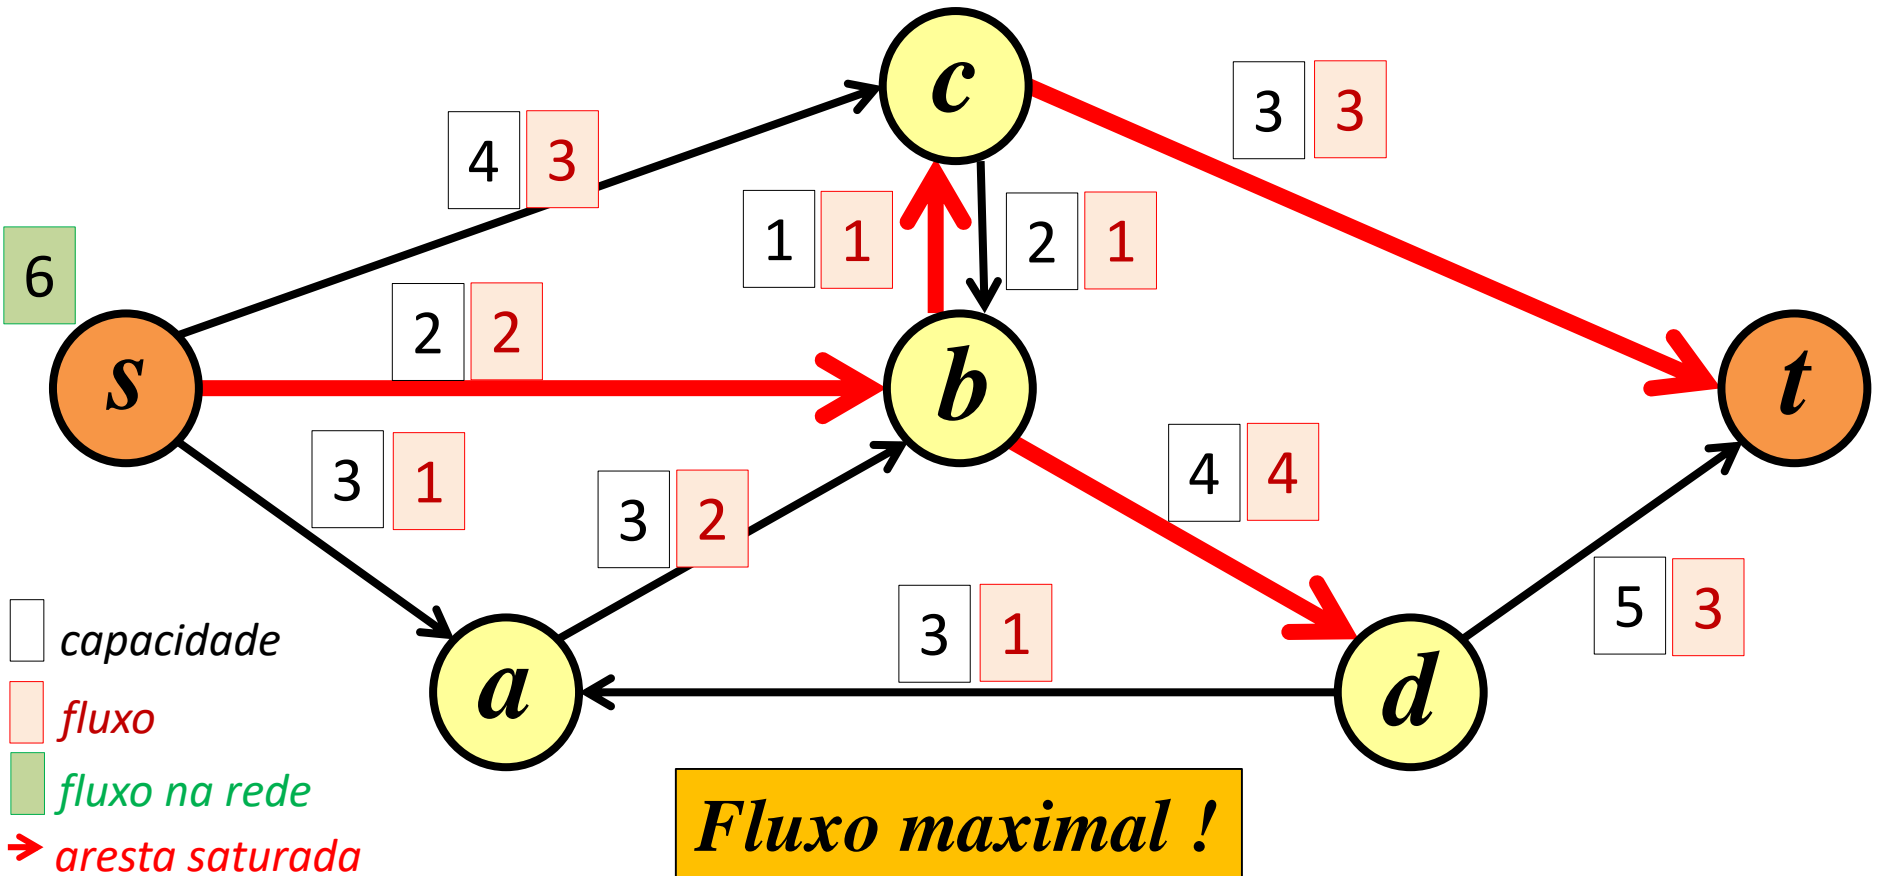 c
3 3
4 3
1 1
2 1
6
2 2
s
b
t
3 1
3 2
4 4
3 1
5 3
a
d
capacidade
fluxo
fluxo na rede
aresta saturada
Fluxo maximal !